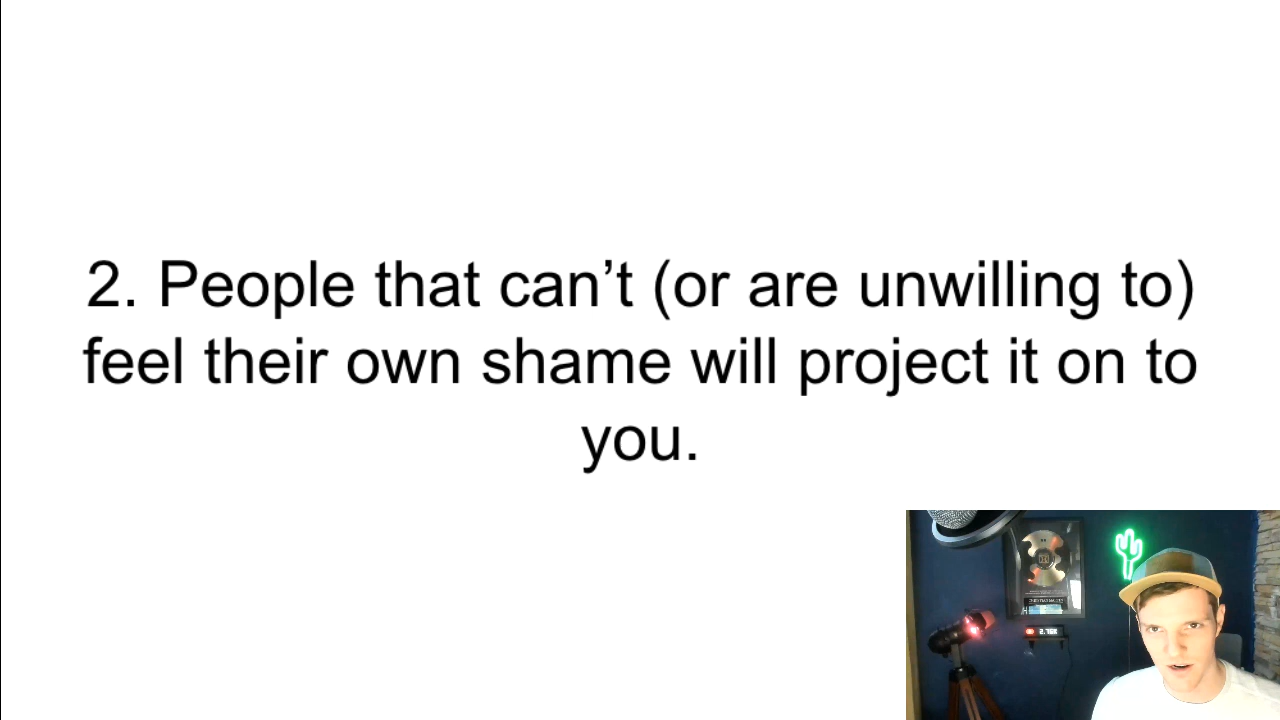 2. People that can’t (or are unwilling to)
feel their own shame will project it on to
you.